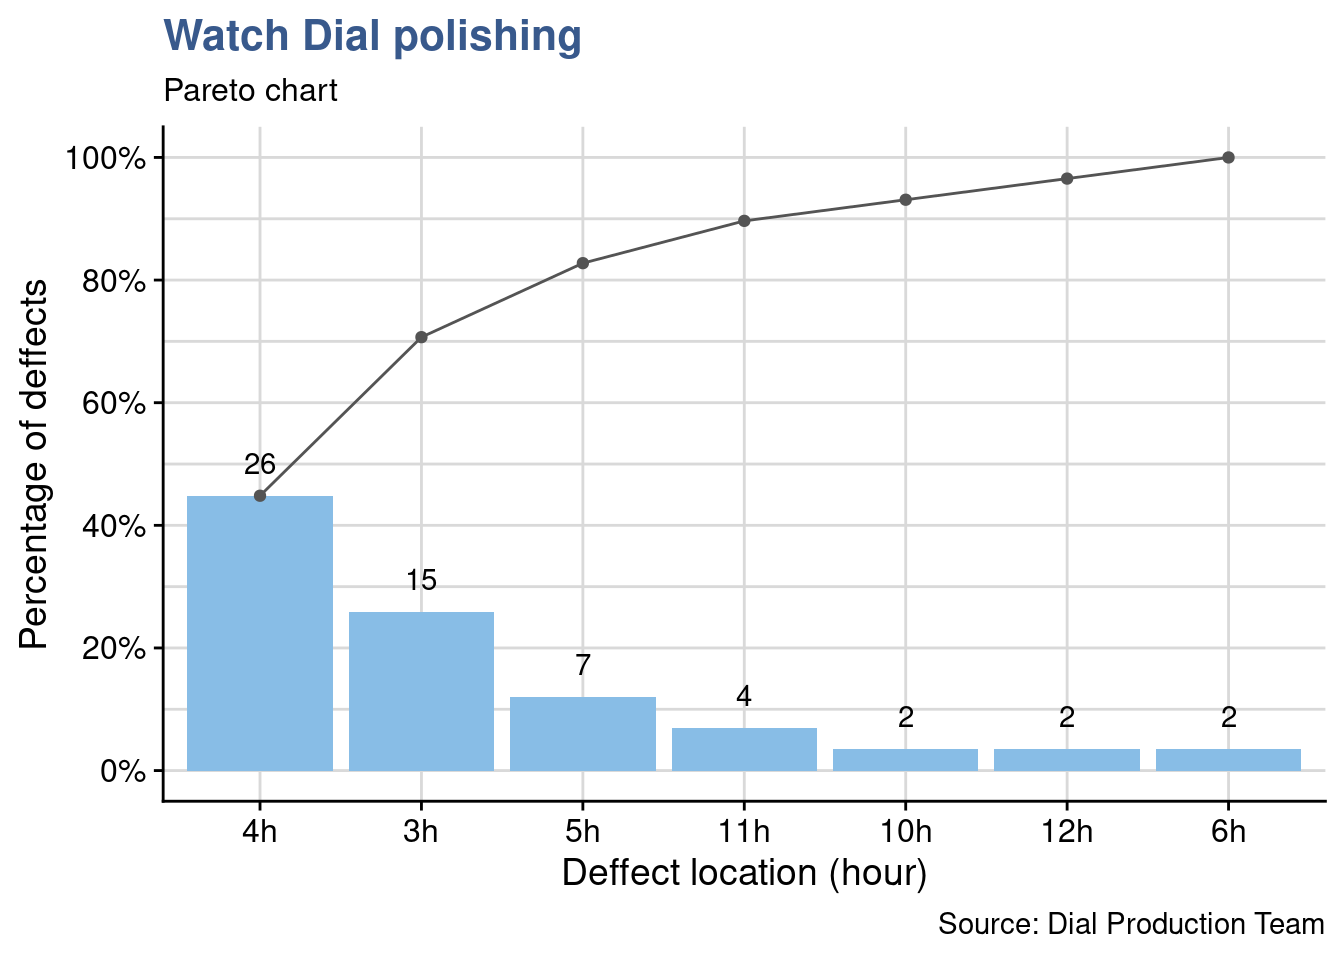 Watch Dial polishing
Pareto chart
Percentage of deffects
100%
80%
60%
40%
20%
0%
26
15
7
4
2
2
2
4h
3h
5h
11h
10h
12h
6h
Deffect location (hour)
Source: Dial Production Team